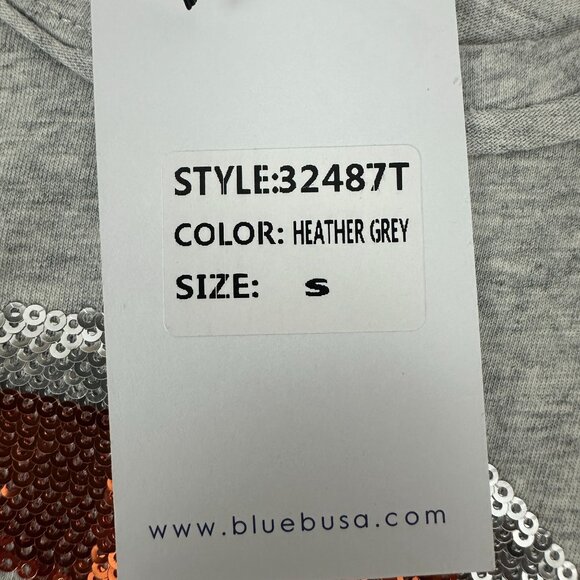 STYLE:32487T
COLOR: HEATHER GREY
SIZE: S
www.bluebusa.com